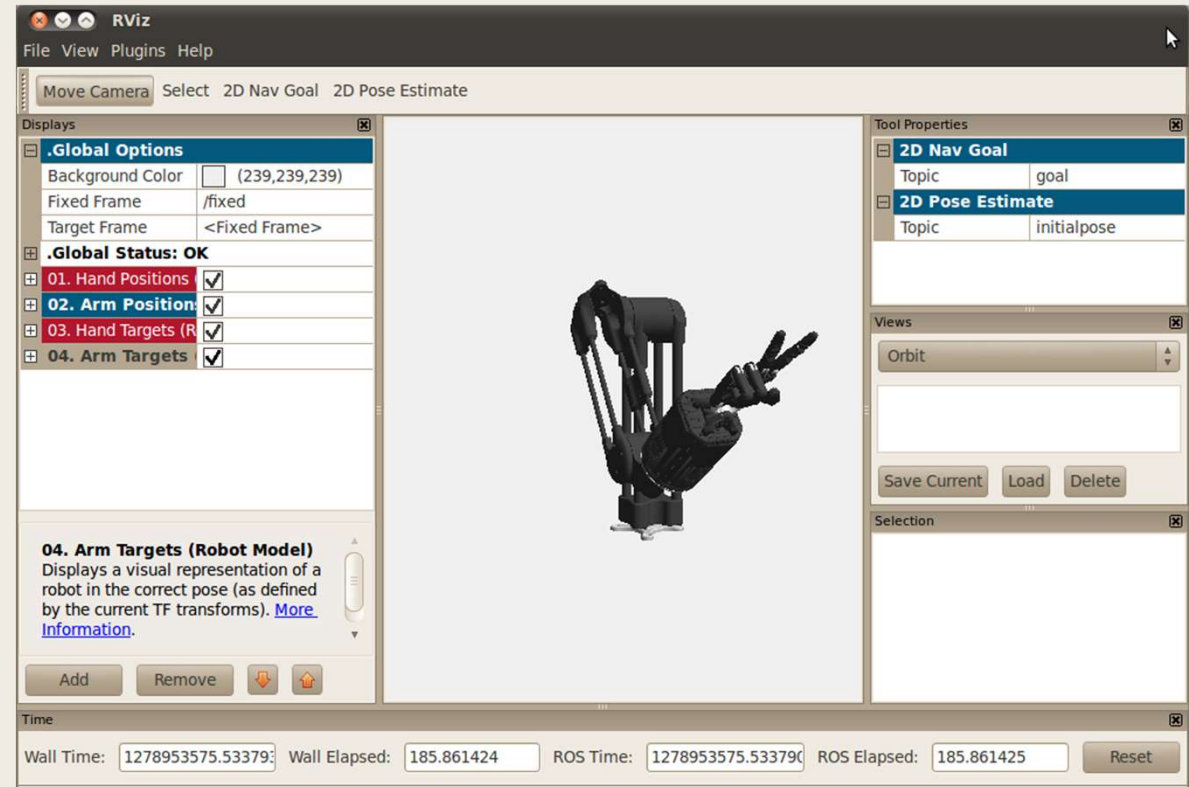 RViz
File View Plugins Help
Move Camera Select 2D Nav Goal 2D Pose Estimate
Displays
.Global Options
Background Color (239,239,239)
Fixed Frame /fixed
Target Frame <Fixed Frame>
.Global Status: OK
01. Hand Positions
02. Arm Position
03. Hand Targets (R
04. Arm Targets
04. Arm Targets (Robot Model)
Displays a visual representation of a
robot in the correct pose (as defined
by the current TF transforms). More
Information.
Add Remove
Tool Properties
2D Nav Goal
Topic goal
2D Pose Estimate
Topic initialpose
Views
Orbit
Save Current Load Delete
Selection
Time
Wall Time: 1278953575.53379 Wall Elapsed: 185.861424 ROS Time: 1278953575.53379 ROS Elapsed: 185.861425 Reset